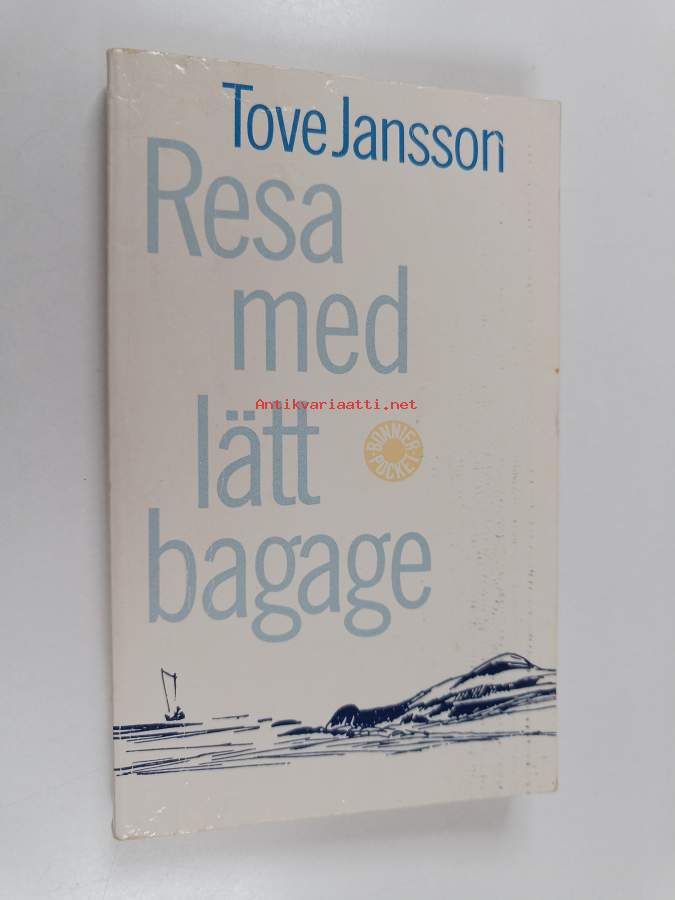 Tove Jansson
Resa
med
lätt
bagage
Antikvariaatti.net
BONNIER
POCKET